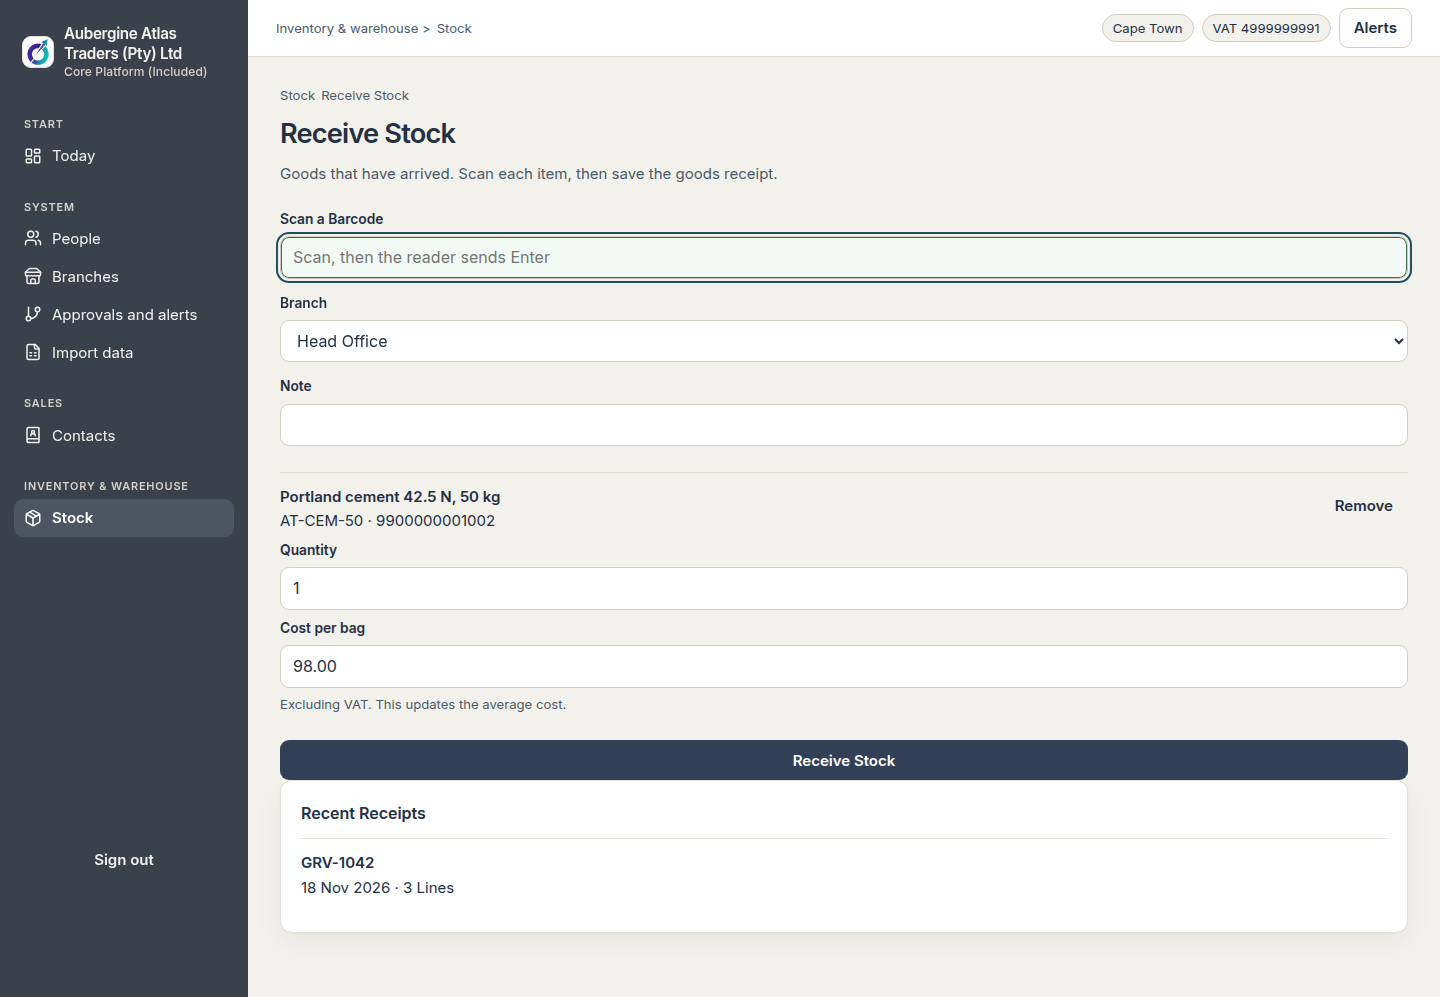 Aubergine Atlas
Traders (Pty) Ltd
Core Platform (Included)
START
Today
SYSTEM
People
Branches
Approvals and alerts
Import data
SALES
Contacts
INVENTORY & WAREHOUSE
Stock
Sign out
Inventory & warehouse > Stock
Cape Town
VAT 4999999991
Alerts
Stock Receive Stock
Receive Stock
Goods that have arrived. Scan each item, then save the goods receipt.
Scan a Barcode
Scan, then the reader sends Enter
Branch
Head Office
Note
Portland cement 42.5 N, 50 kg
AT-CEM-50 · 9900000001002
Remove
Quantity
1
Cost per bag
98.00
Excluding VAT. This updates the average cost.
Receive Stock
Recent Receipts
GRV-1042
18 Nov 2026 · 3 Lines